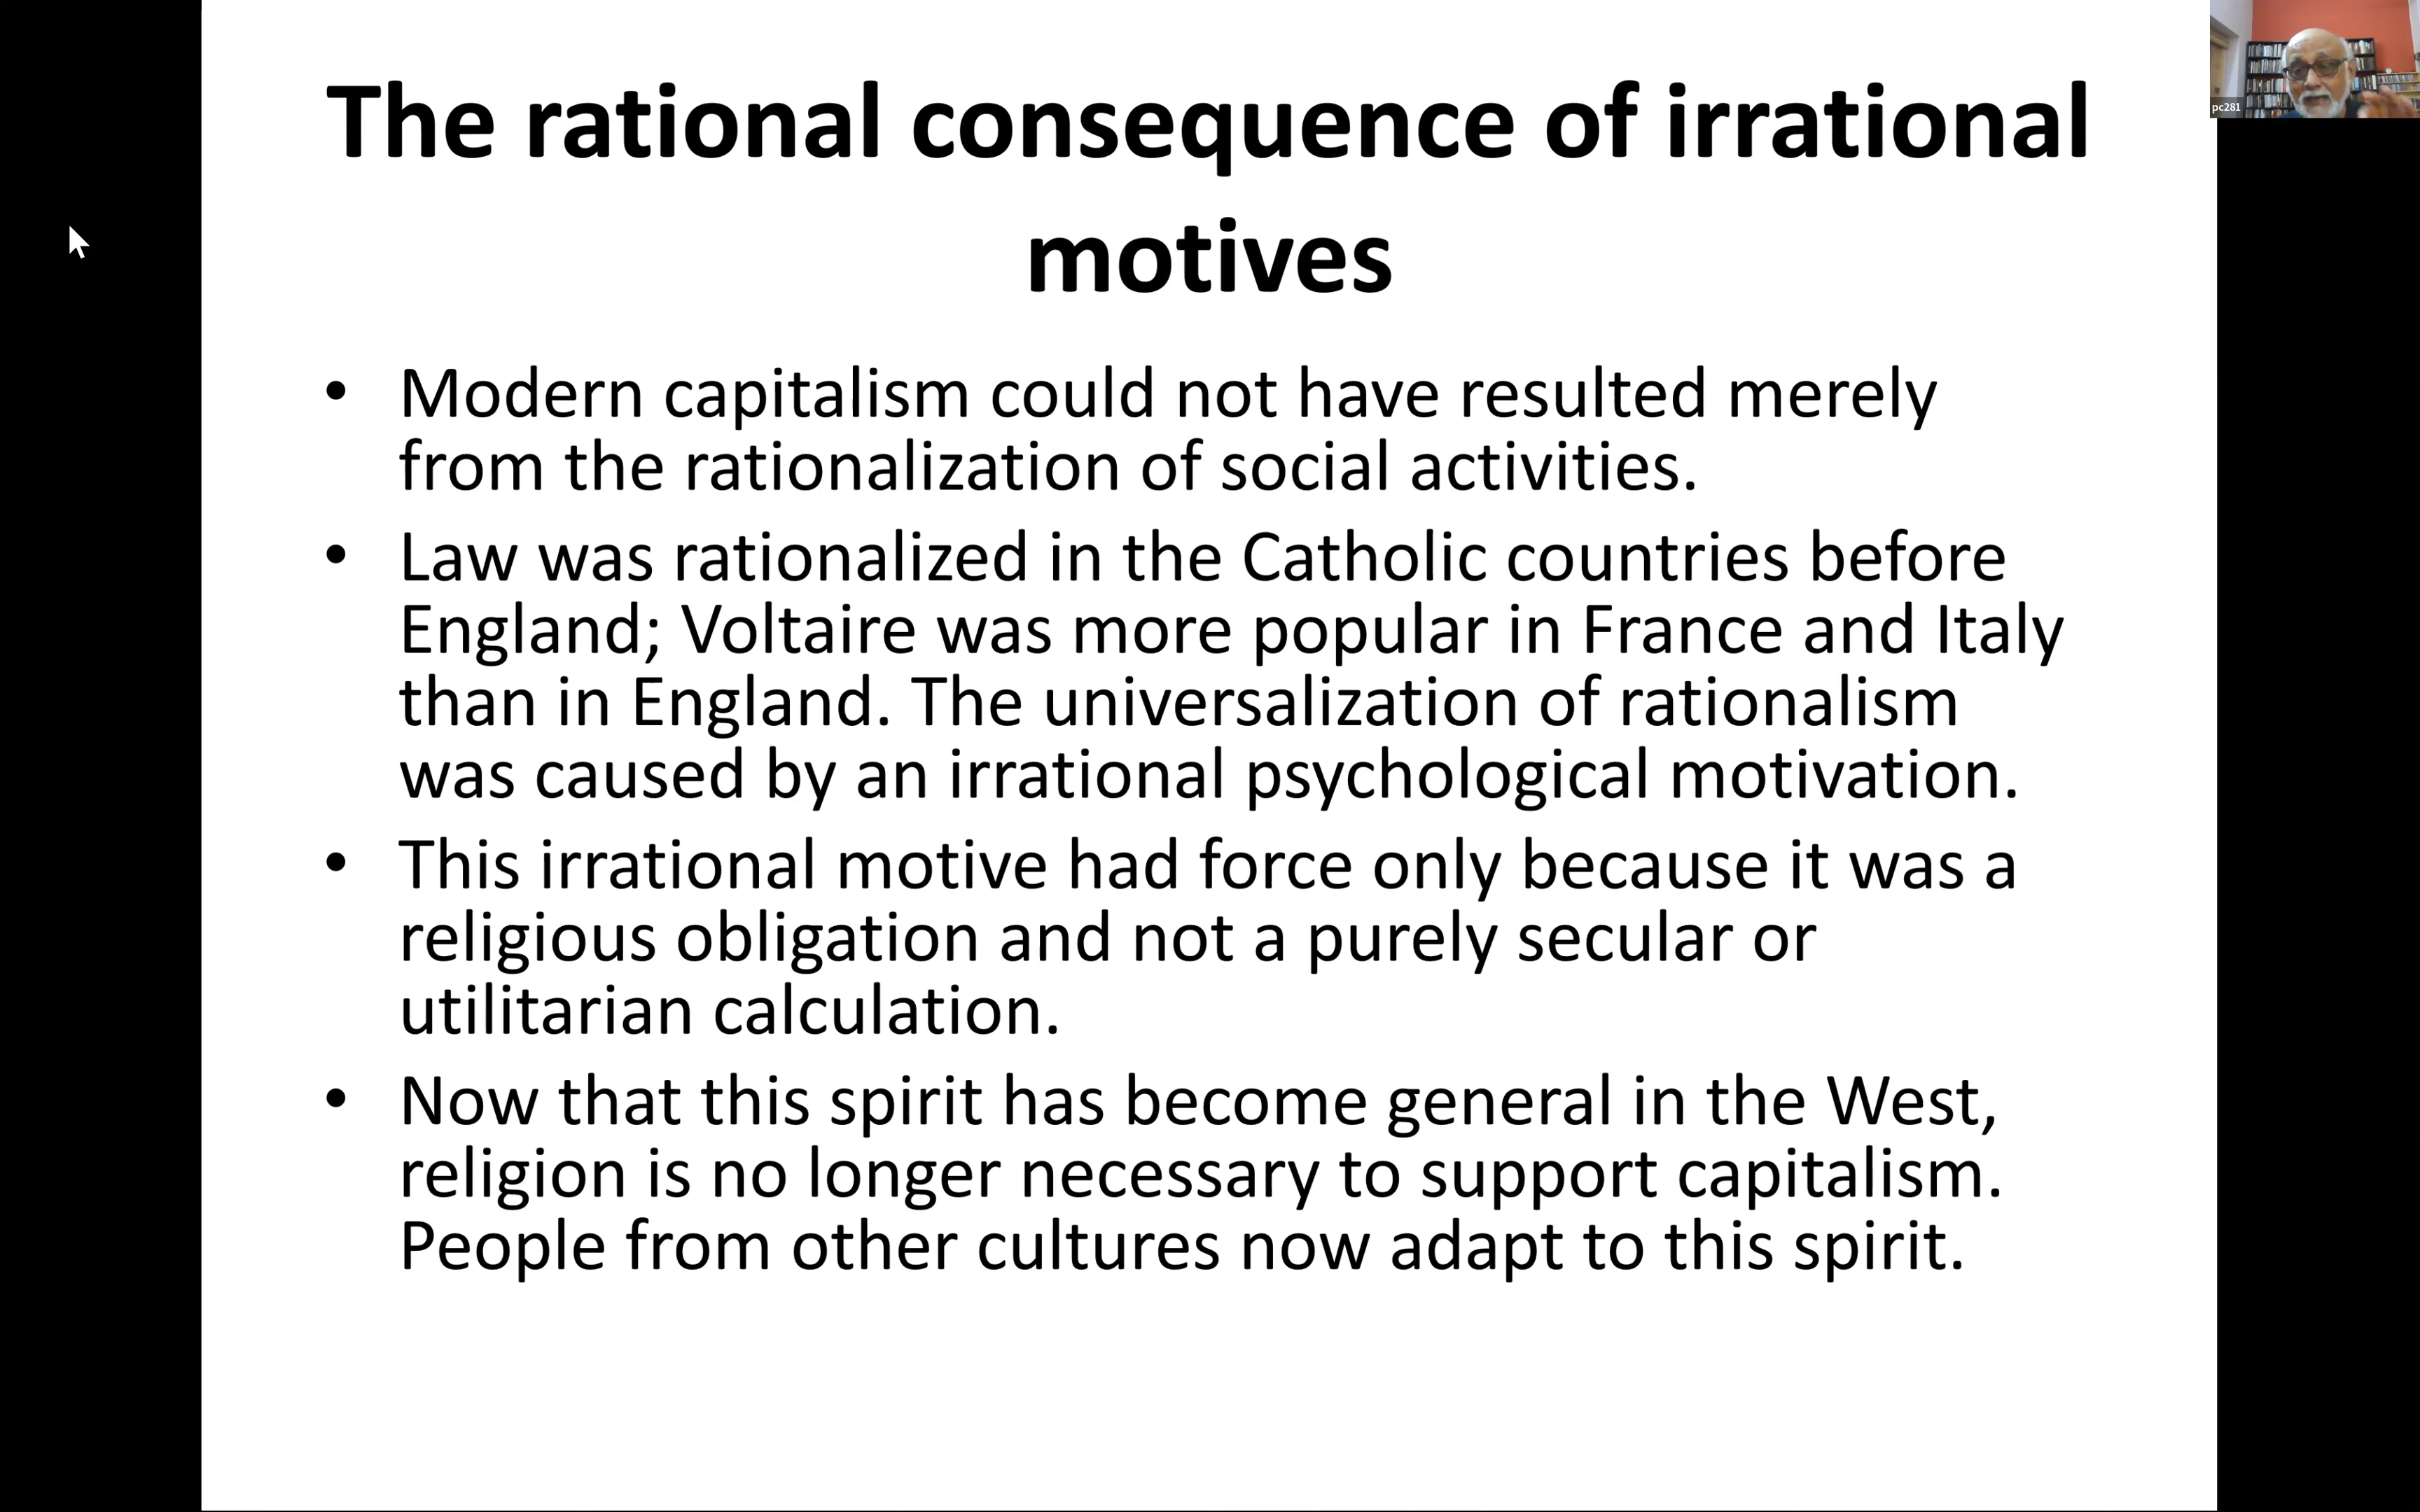 The rational consequence of irrational
motives
• Modern capitalism could not have resulted merely
from the rationalization of social activities.
• Law was rationalized in the Catholic countries before
England; Voltaire was more popular in France and Italy
than in England. The universalization of rationalism
was caused by an irrational psychological motivation.
• This irrational motive had force only because it was a
religious obligation and not a purely secular or
utilitarian calculation.
• Now that this spirit has become general in the West,
religion is no longer necessary to support capitalism.
People from other cultures now adapt to this spirit.
pc281